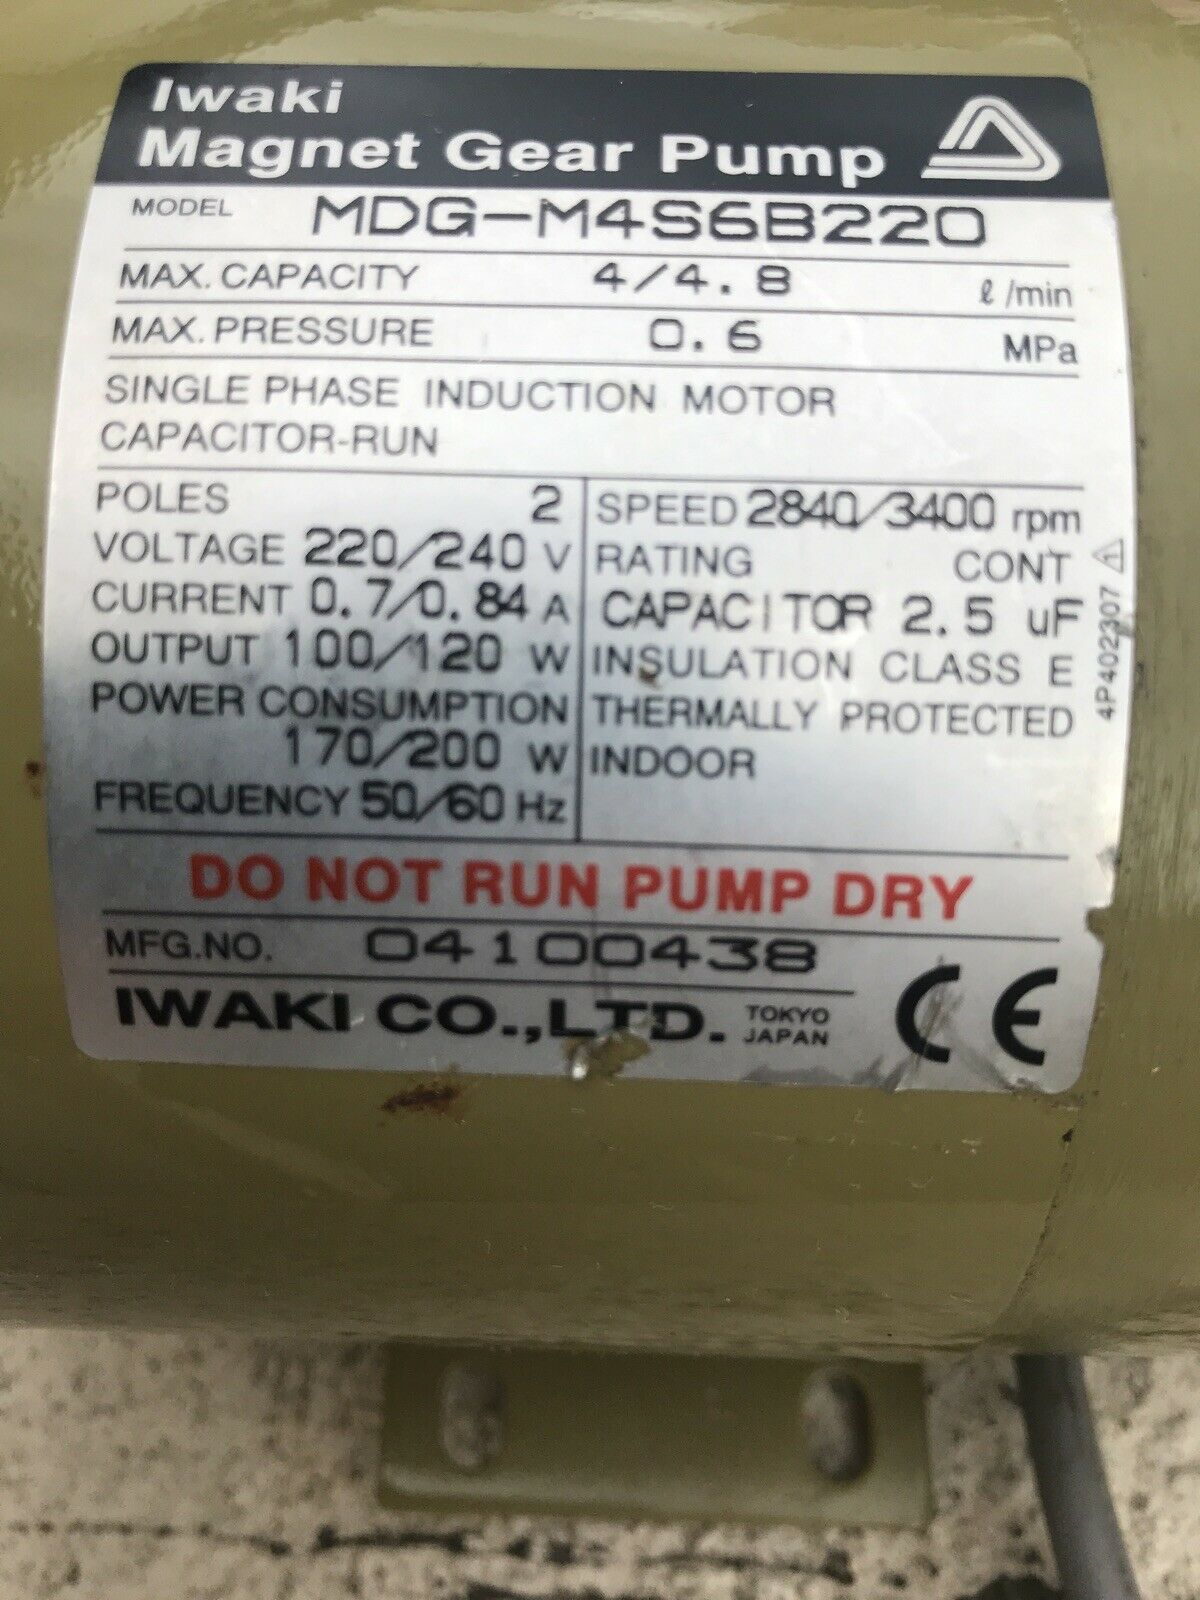 Iwaki
Magnet Gear Pump
MODEL MDG-M4S6B220
MAX. CAPACITY 4/4.8 ℓ/min
MAX. PRESSURE 0.6 MPa
SINGLE PHASE INDUCTION MOTOR
CAPACITOR-RUN
POLES 2
VOLTAGE 220/240 V
CURRENT 0.7/0.84 A
OUTPUT 100/120 W
POWER CONSUMPTION
170/200 W
FREQUENCY 50/60 Hz
SPEED 2840/3400 rpm
RATING CONT
CAPACITOR 2.5 uF
INSULATION CLASS E
THERMALLY PROTECTED
INDOOR
4P402307 ⚠
DO NOT RUN PUMP DRY
MFG.NO. 04100438
IWAKI CO.,LTD. TOKYO
JAPAN
CE